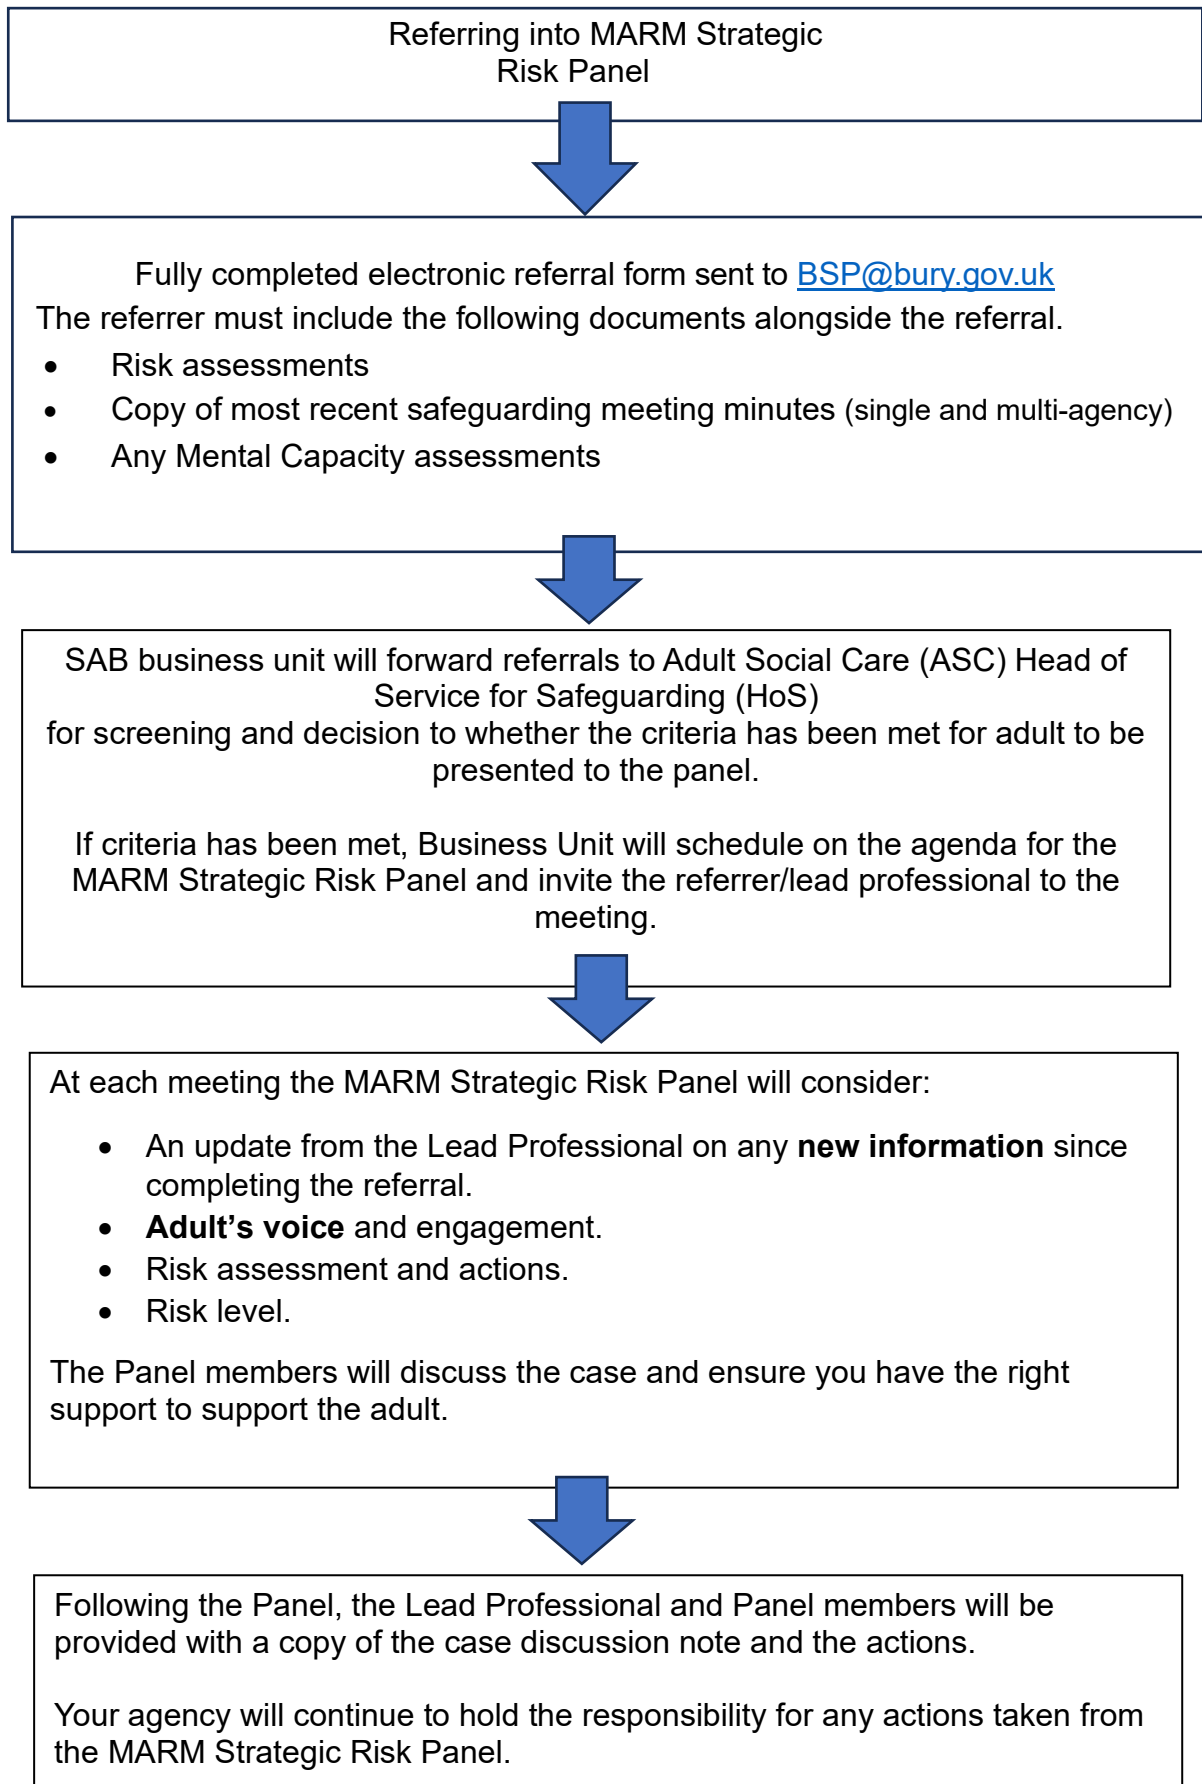 Referring into MARM Strategic
Risk Panel
Fully completed electronic referral form sent to BSP@bury.gov.uk
The referrer must include the following documents alongside the referral.
• Risk assessments
• Copy of most recent safeguarding meeting minutes (single and multi-agency)
• Any Mental Capacity assessments
SAB business unit will forward referrals to Adult Social Care (ASC) Head of
Service for Safeguarding (HoS)
for screening and decision to whether the criteria has been met for adult to be
presented to the panel.
If criteria has been met, Business Unit will schedule on the agenda for the
MARM Strategic Risk Panel and invite the referrer/lead professional to the
meeting.
At each meeting the MARM Strategic Risk Panel will consider:
• An update from the Lead Professional on any new information since
completing the referral.
• Adult’s voice and engagement.
• Risk assessment and actions.
• Risk level.
The Panel members will discuss the case and ensure you have the right
support to support the adult.
Following the Panel, the Lead Professional and Panel members will be
provided with a copy of the case discussion note and the actions.
Your agency will continue to hold the responsibility for any actions taken from
the MARM Strategic Risk Panel.